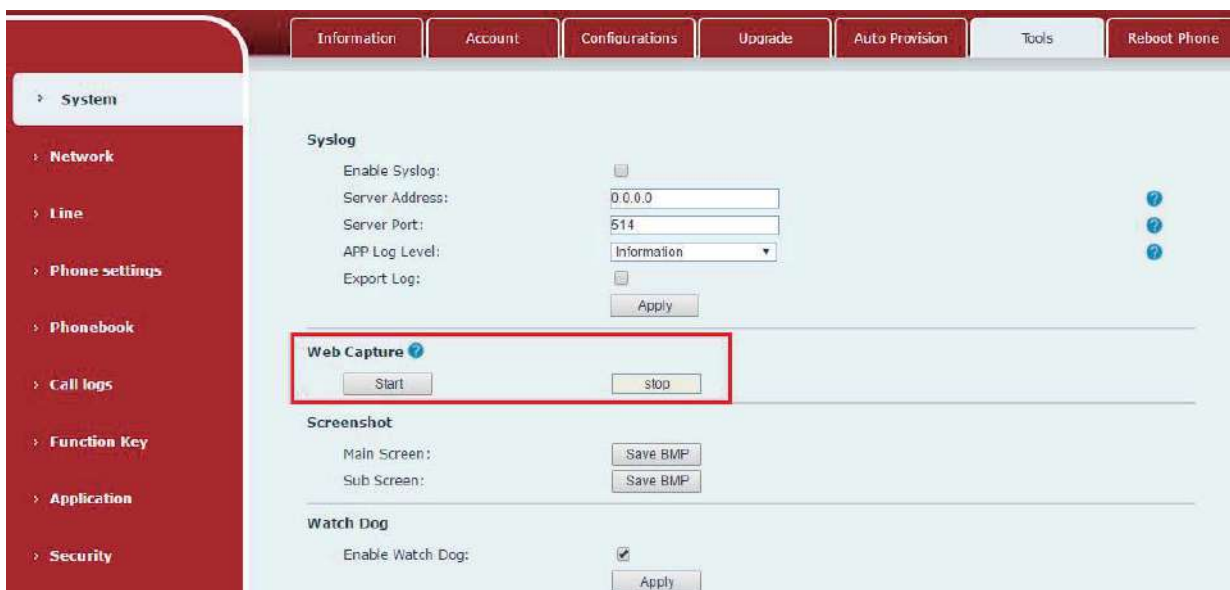 Information Account Configurations Upgrade Auto Provision Tools Reboot Phone
System
Network
Line
Phone settings
Phonebook
Call logs
Function Key
Application
Security
Syslog
Enable Syslog:
Server Address: 0.0.0.0
Server Port: 514
APP Log Level: Information
Export Log:
Apply
Web Capture
Start stop
Screenshot
Main Screen: Save BMP
Sub Screen: Save BMP
Watch Dog
Enable Watch Dog:
Apply